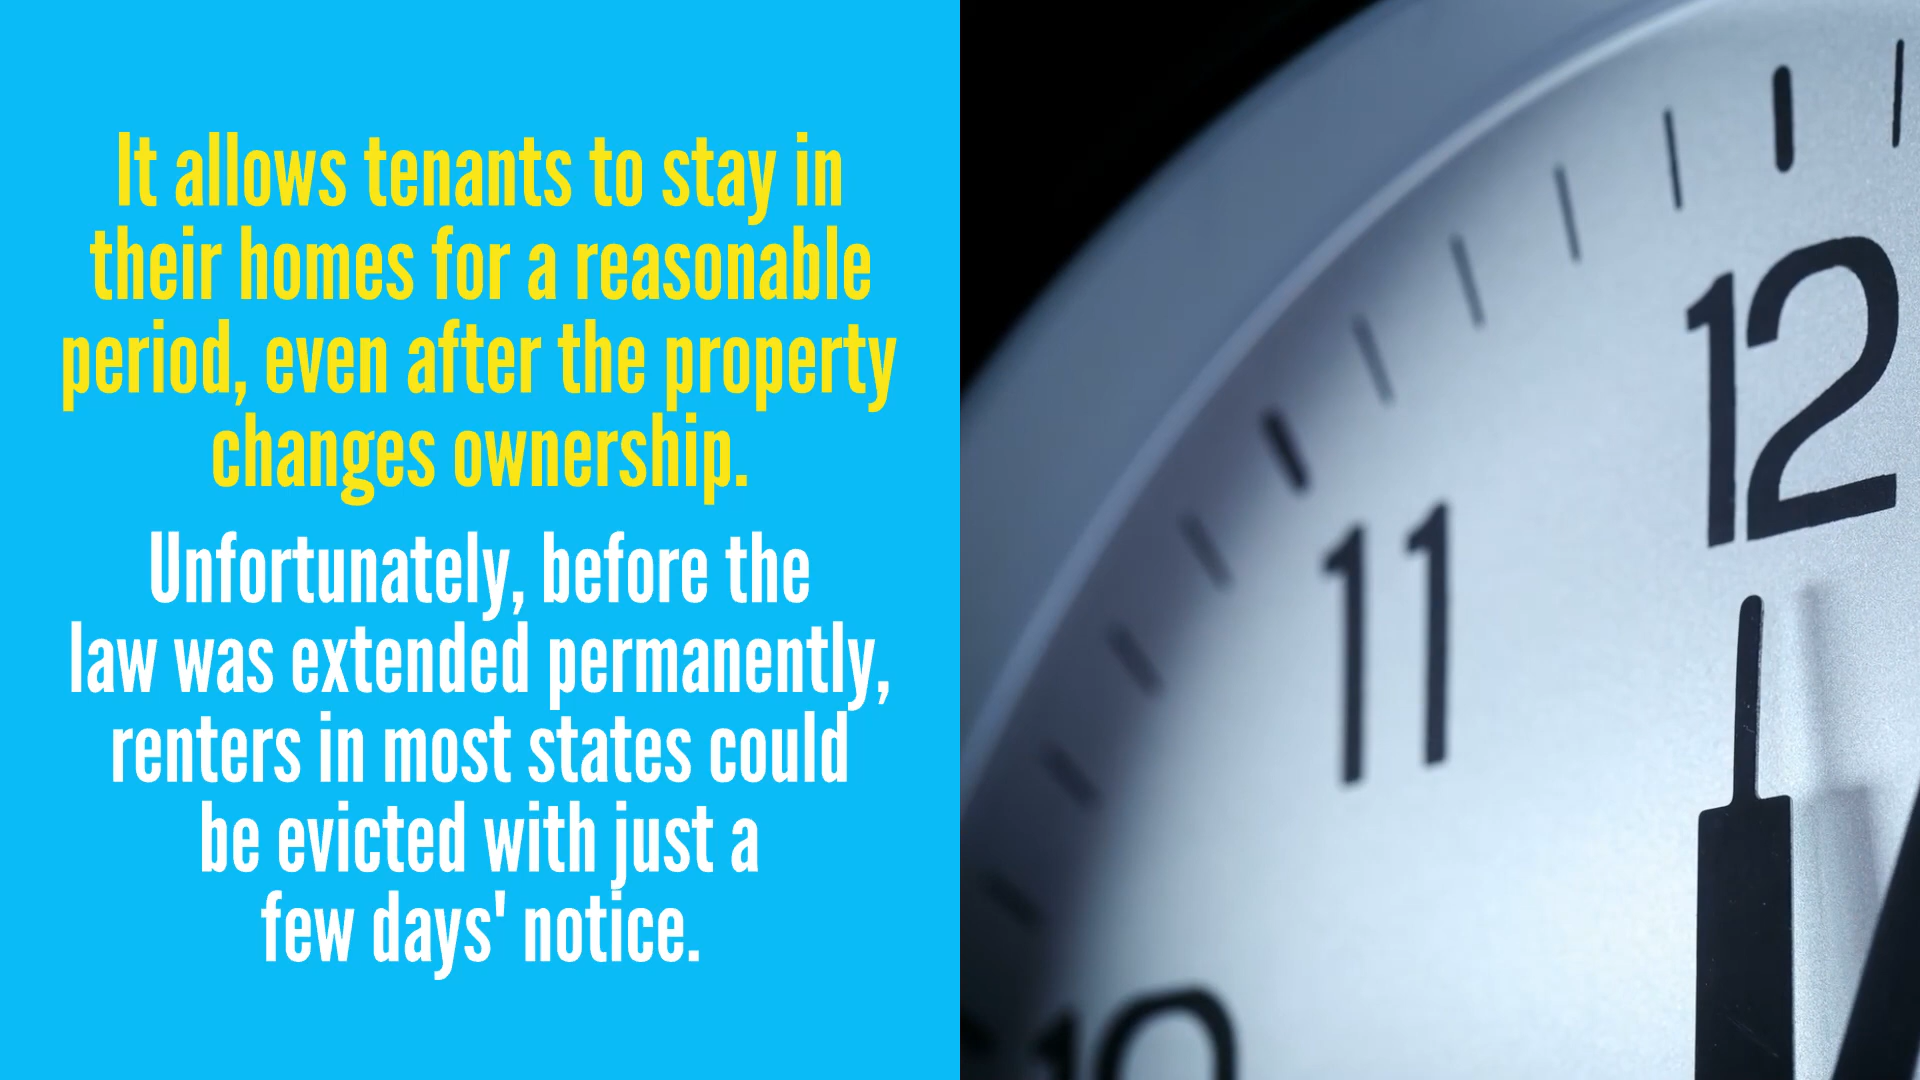 It allows tenants to stay in
their homes for a reasonable
period, even after the property
changes ownership.
Unfortunately, before the
law was extended permanently,
renters in most states could
be evicted with just a
few days' notice.
12
11
10